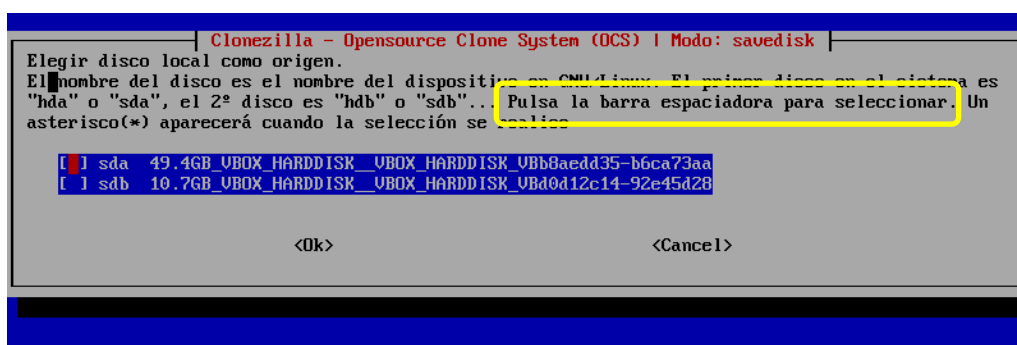 Clonezilla - Opensource Clone System (OCS) | Modo: savedisk
Elegir disco local como origen.
El nombre del disco es el nombre del dispositivo en GNU/Linux. El primer disco en el sistema es
"hda" o "sda", el 2º disco es "hdb" o "sdb"... Pulsa la barra espaciadora para seleccionar. Un
asterisco(*) aparecerá cuando la selección se realice
[ ] sda 49.4GB_VBOX_HARDDISK__VBOX_HARDDISK_VBb8aedd35-b6ca73aa
[ ] sdb 10.7GB_VBOX_HARDDISK__VBOX_HARDDISK_VBd0d12c14-92e45d28
<Ok> <Cancel>